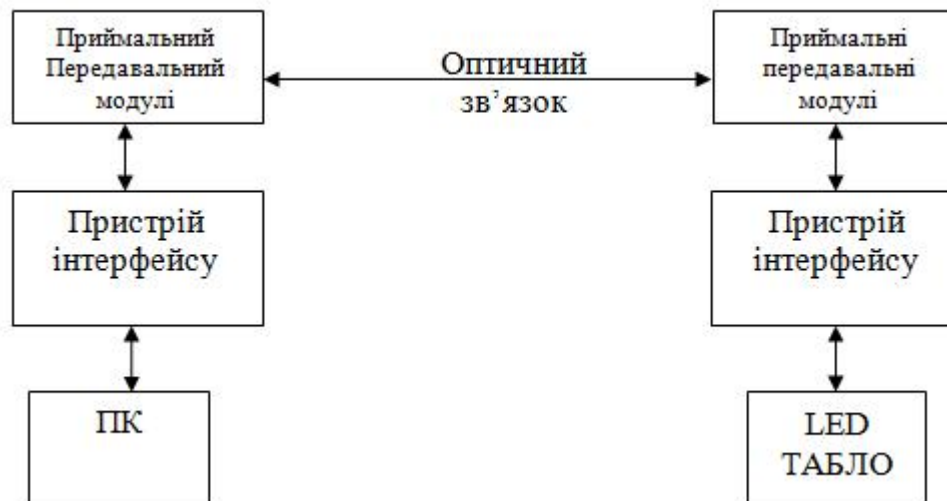 Приймальний
Передавальний
модулі
Оптичний
зв’язок
Приймальні
передавальні
модулі
Пристрій
інтерфейсу
Пристрій
інтерфейсу
ПК
LED
ТАБЛО